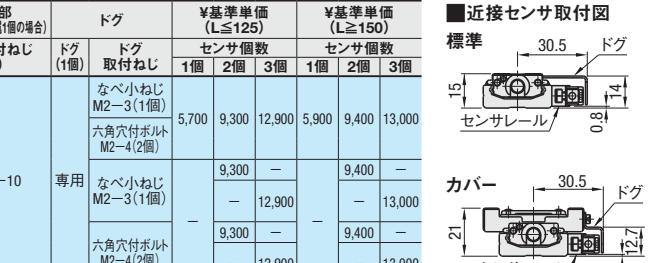 部
属1個の場合)
ドグ
¥基準単価
(L≦125)
¥基準単価
(L≦150)
付ねじ
ドグ
(1個)
ドグ
取付ねじ
センサ個数
センサ個数
1個 2個 3個 1個 2個 3個
なべ小ねじ
M2-3(1個)
5,700 9,300 12,900 5,900 9,400 13,000
六角穴付ボルト
M2-4(2個)
-10 専用
なべ小ねじ
M2-3(1個)
9,300 - 9,400 -
- 12,900 - 13,000
- -
六角穴付ボルト
M2-4(2個)
9,300 - 9,400 -
■近接センサ取付図
標準
30.5
ドグ
15
14
センサレール
0.8
カバー
30.5
ドグ
21
12.7